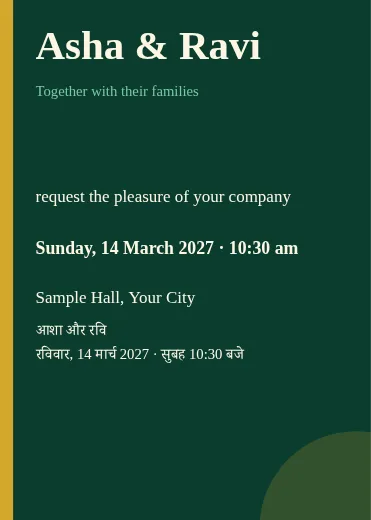 Asha & Ravi
Together with their families
request the pleasure of your company
Sunday, 14 March 2027 · 10:30 am
Sample Hall, Your City
आशा और रवि
रविवार, 14 मार्च 2027 · सुबह 10:30 बजे